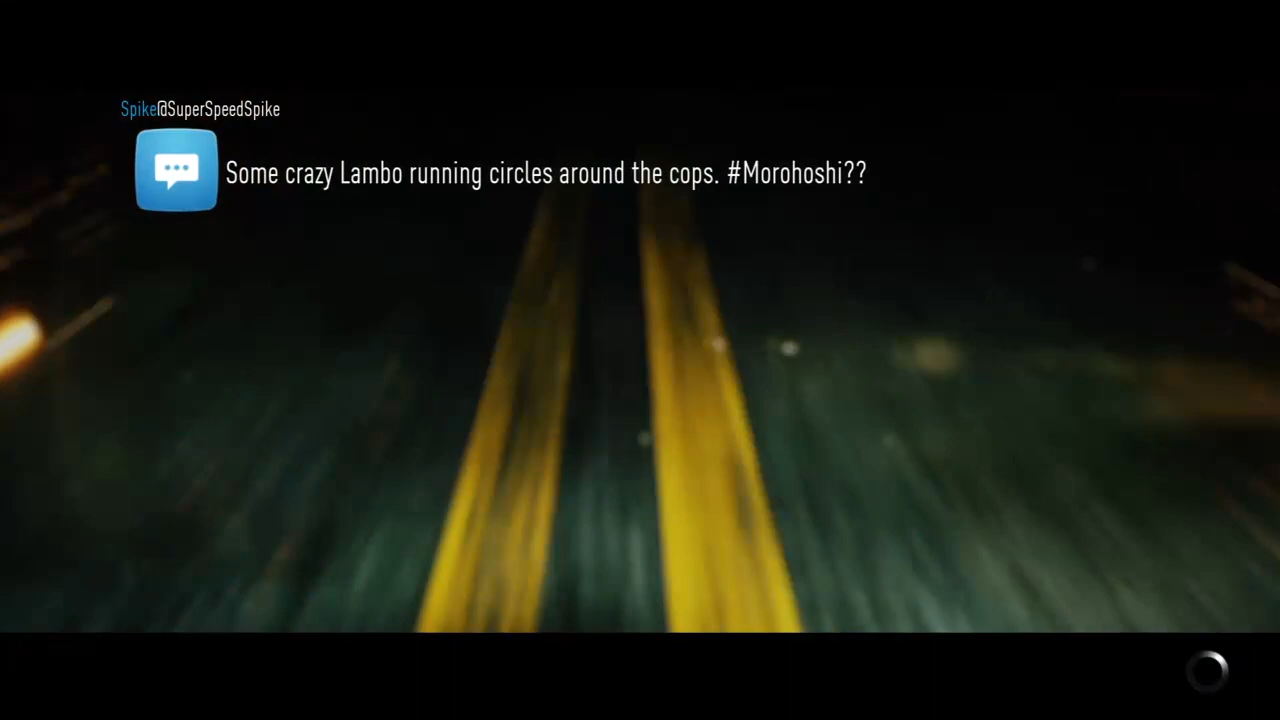 Spike@SuperSpeedSpike
Some crazy Lambo running circles around the cops. #Morohoshi??